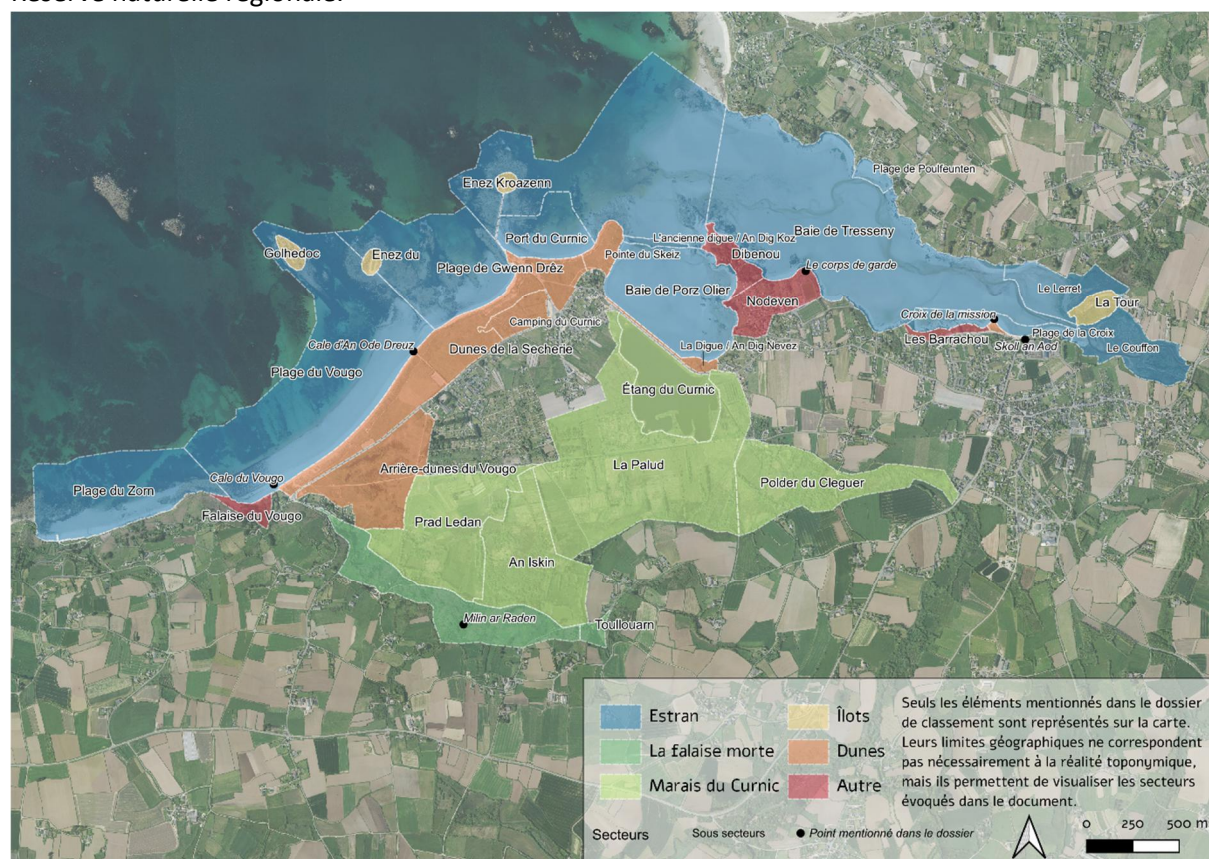 Réserve naturelle régionale.
Enez Kroazenn
Plage de Poulfeunten
Port du Curnic
L'ancienne digue / An Dig Koz
Baie de Tresseny
Golhedoc
Enez du
Pointe du Skeiz
Dibenou
Plage de Gwenn Drèz
Le corps de garde
Baie de Porz Olier
Le Lerret
Nodeven
La Tour
Camping du Curnic
Croix de la mission
Cale d'An Ode Dreuz
Dunes de la Secherie
La Digue / An Dig Nevez
Les Barrachou
Plage de la Croix
Skoll an Aod
Le Couffon
Plage du Vougo
Étang du Curnic
Arrière-dunes du Vougo
La Palud
Cale du Vougo
Plage du Zorn
Polder du Cleguer
Falaise du Vougo
Prad Ledan
An Iskin
Milin ar Raden
Toullouarn
Estran
La falaise morte
Marais du Curnic
Îlots
Dunes
Autre
Seuls les éléments mentionnés dans le dossier
de classement sont représentés sur la carte.
Leurs limites géographiques ne correspondent
pas nécessairement à la réalité toponymique,
mais ils permettent de visualiser les secteurs
évoqués dans le document.
Secteurs
Sous secteurs
Point mentionné dans le dossier
0 250 500 m